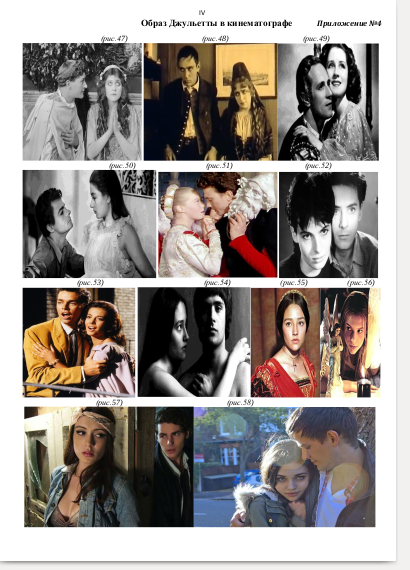 IV
Образ Джульетты в кинематографе Приложение №4
(рис.47) (рис.48) (рис.49)
(рис.50) (рис.51) (рис.52)
(рис.53) (рис.54) (рис.55) (рис.56)
(рис.57) (рис.58)